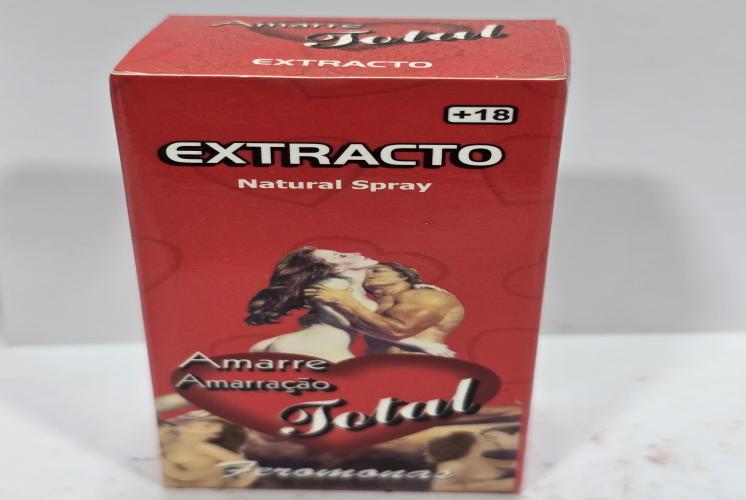 Amarre
Total
EXTRACTO
+18
EXTRACTO
Natural Spray
Amarre
Amarração
Total
Feromonas